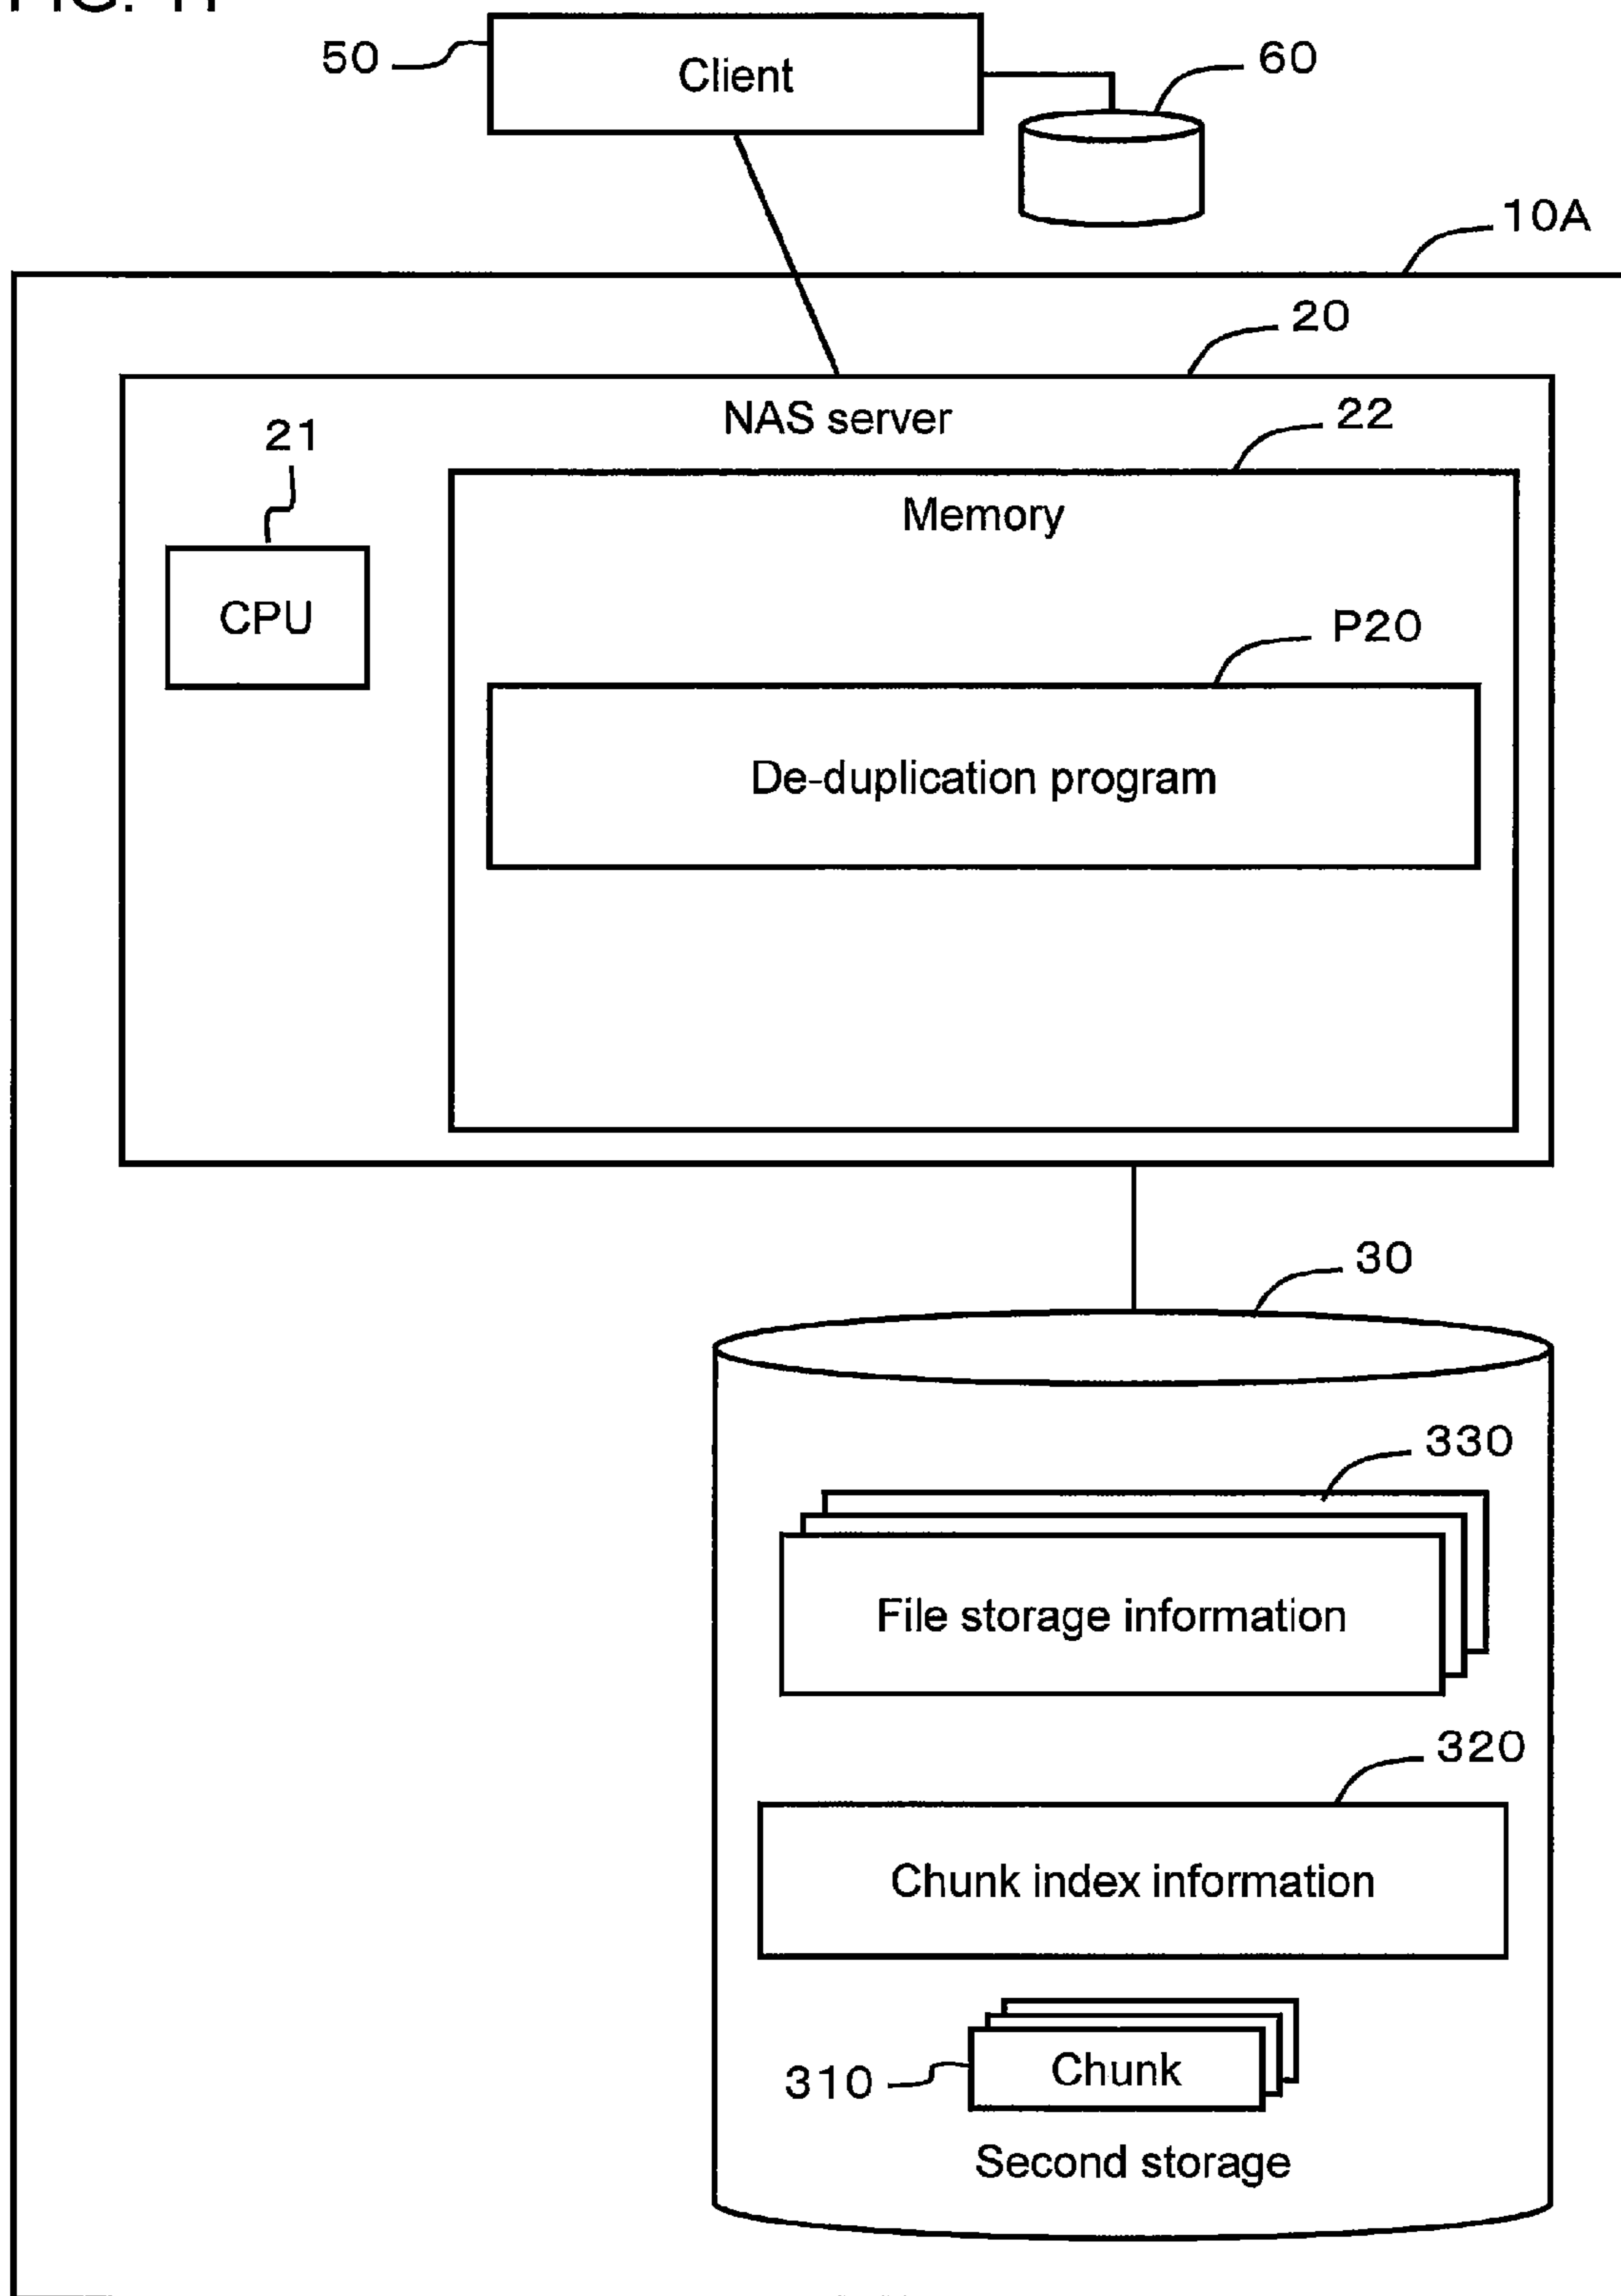 50
Client
60
10A
20
NAS server
22
21
Memory
CPU
P20
De-duplication program
30
330
File storage information
320
Chunk index information
310
Chunk
Second storage